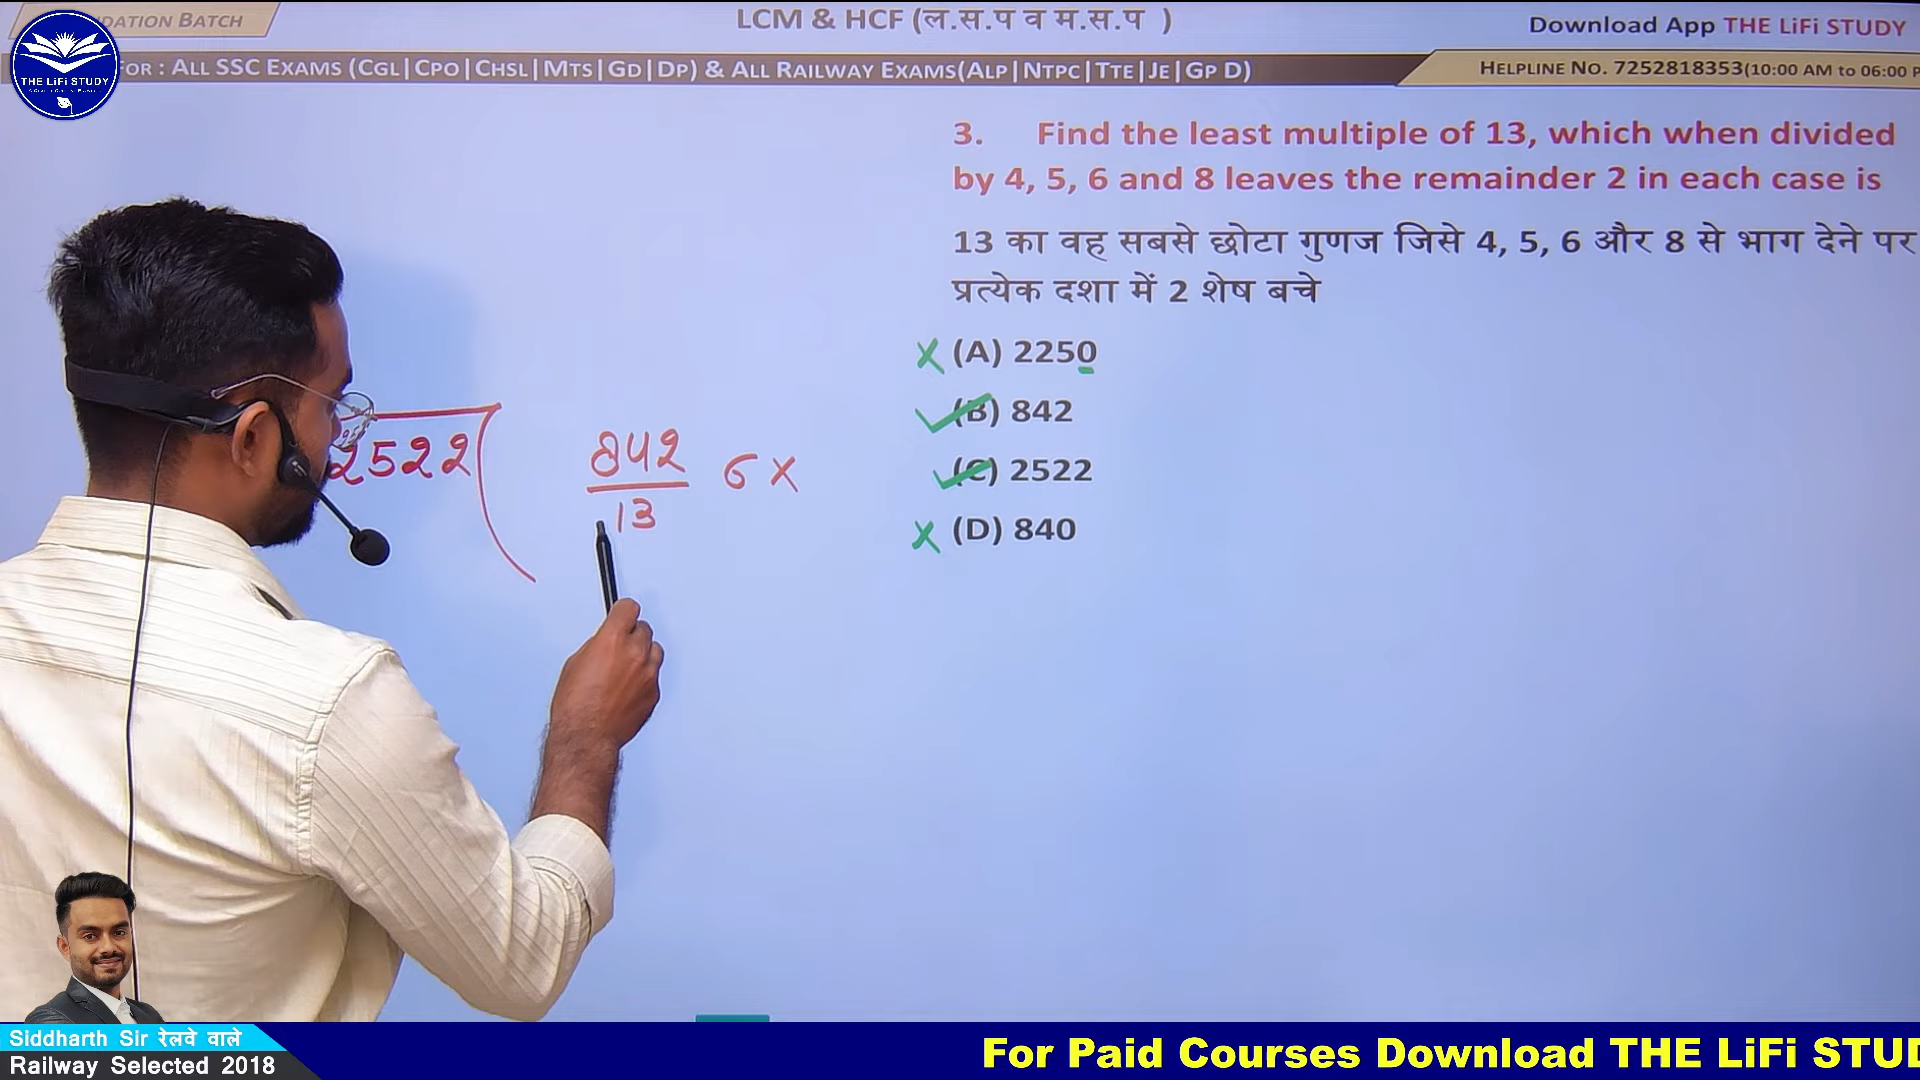 DATION BATCH
LCM & HCF (ल.स.प व म.स.प )
Download App THE LiFi STUDY
THE LiFi STUDY
FOR : ALL SSC EXAMS (CGL|CPO|CHSL|MTS|GD|DP) & ALL RAILWAY EXAMS(ALP|NTPC|TTE|JE|GP D)
HELPLINE NO. 7252818353(10:00 AM TO 06:00 P
3. Find the least multiple of 13, which when divided
by 4, 5, 6 and 8 leaves the remainder 2 in each case is
13 का वह सबसे छोटा गुणज जिसे 4, 5, 6 और 8 से भाग देने पर
प्रत्येक दशा में 2 शेष बचे
(A) 2250
(B) 842
(C) 2522
(D) 840
2522
842
13
6 X
Siddharth Sir रेलवे वाले
Railway Selected 2018
For Paid Courses Download THE LiFi STUD